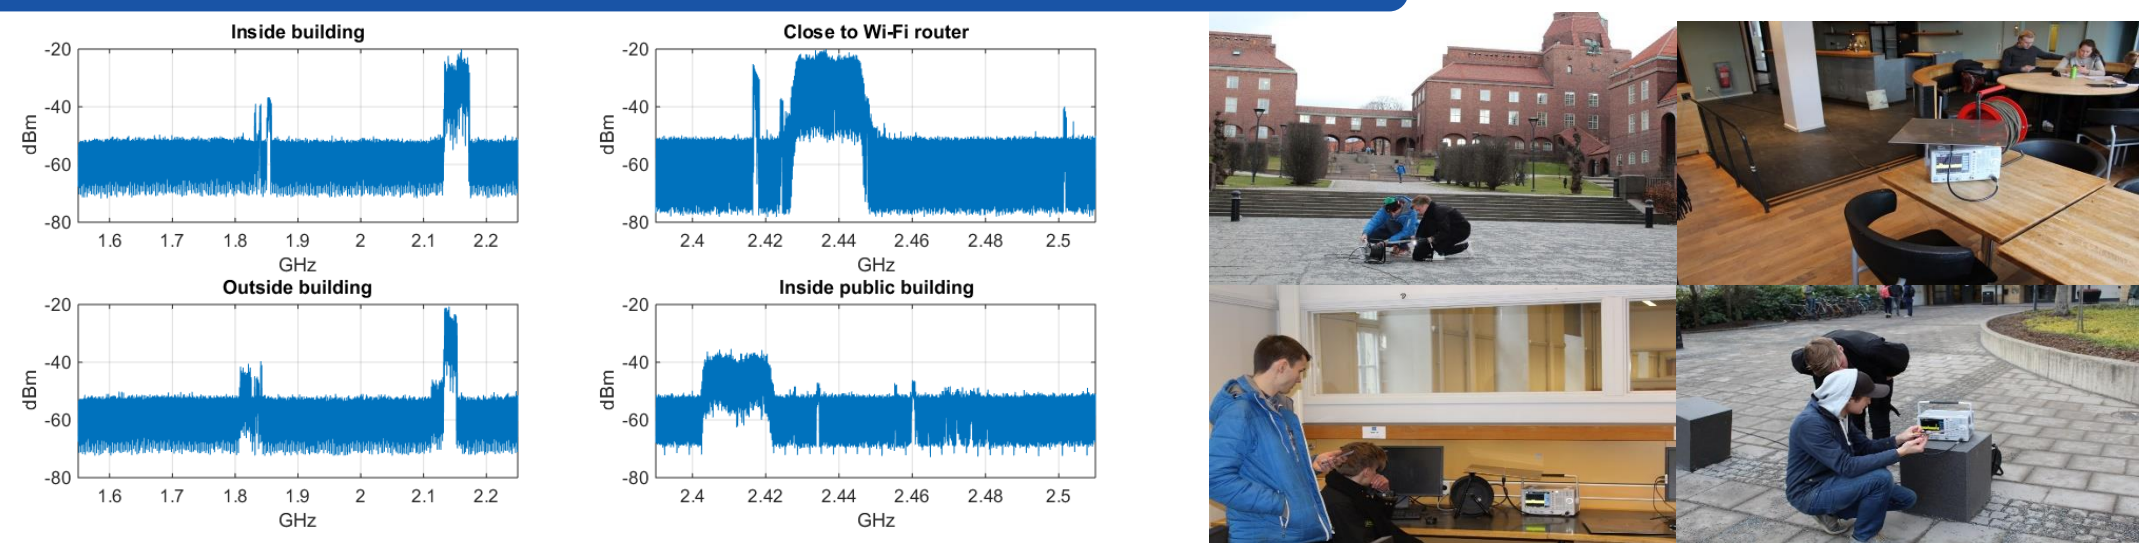 Inside building
-20
-40
-60
-80
dBm
1.6 1.7 1.8 1.9 2 2.1 2.2
GHz
Close to Wi-Fi router
-20
-40
-60
-80
dBm
2.4 2.42 2.44 2.46 2.48 2.5
GHz
Outside building
-20
-40
-60
-80
dBm
1.6 1.7 1.8 1.9 2 2.1 2.2
GHz
Inside public building
-20
-40
-60
-80
dBm
2.4 2.42 2.44 2.46 2.48 2.5
GHz